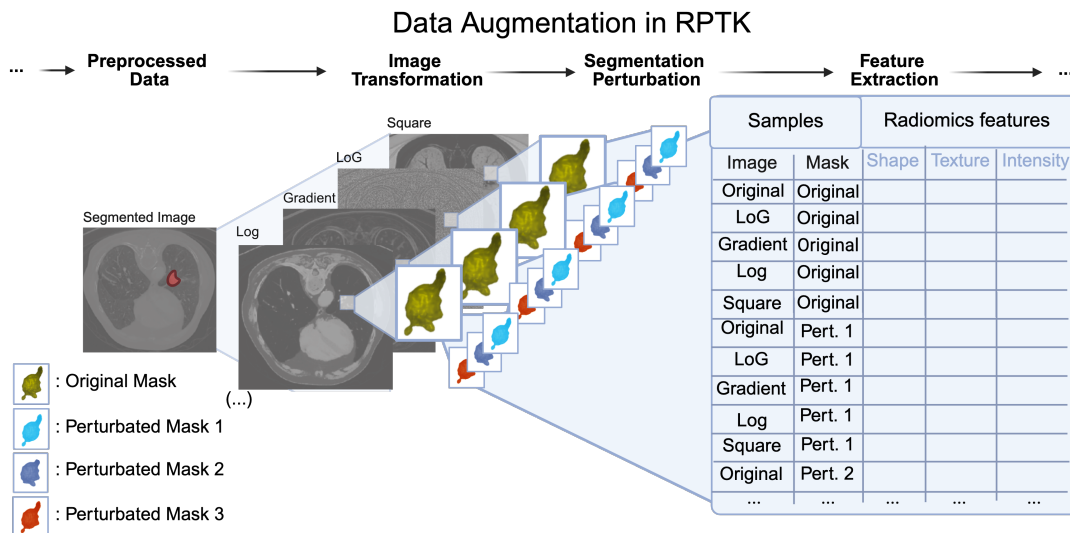 Data Augmentation in RPTK
...
Preprocessed
Data
Image
Transformation
Segmentation
Perturbation
Feature
Extraction
...
Square
LoG
Gradient
Log
Segmented Image
(...)
: Original Mask
: Perturbated Mask 1
: Perturbated Mask 2
: Perturbated Mask 3
Samples Radiomics features
Image Mask Shape Texture Intensity
Original Original
LoG Original
Gradient Original
Log Original
Square Original
Original Pert. 1
LoG Pert. 1
Gradient Pert. 1
Log Pert. 1
Square Pert. 1
Original Pert. 2
... ... ... ... ...